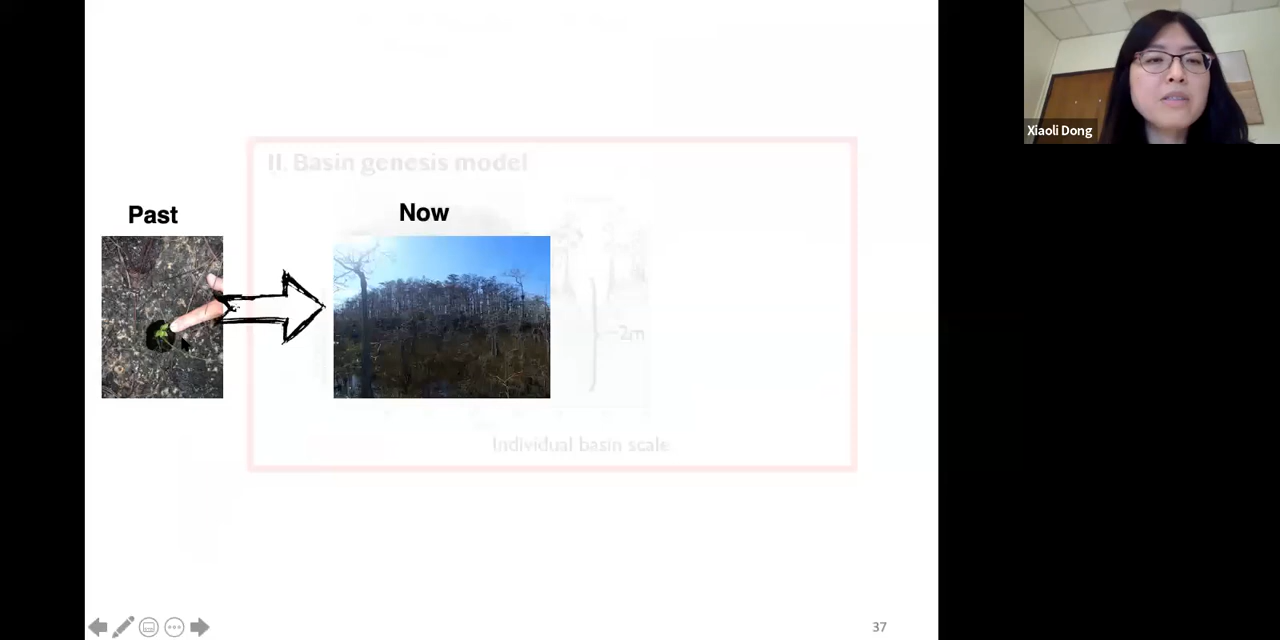 II. Basin genesis model
Past
Now
2m
Individual basin scale
37
Xiaoli Dong